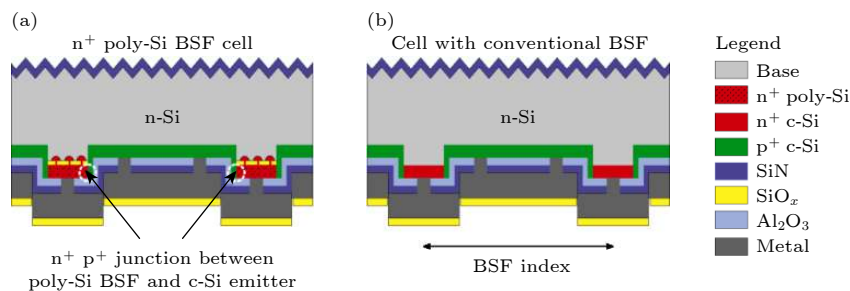 (a)
n⁺ poly-Si BSF cell
n-Si
n⁺ p⁺ junction between
poly-Si BSF and c-Si emitter
(b)
Cell with conventional BSF
n-Si
BSF index
Legend
Base
n⁺ poly-Si
n⁺ c-Si
p⁺ c-Si
SiN
SiOₓ
Al₂O₃
Metal